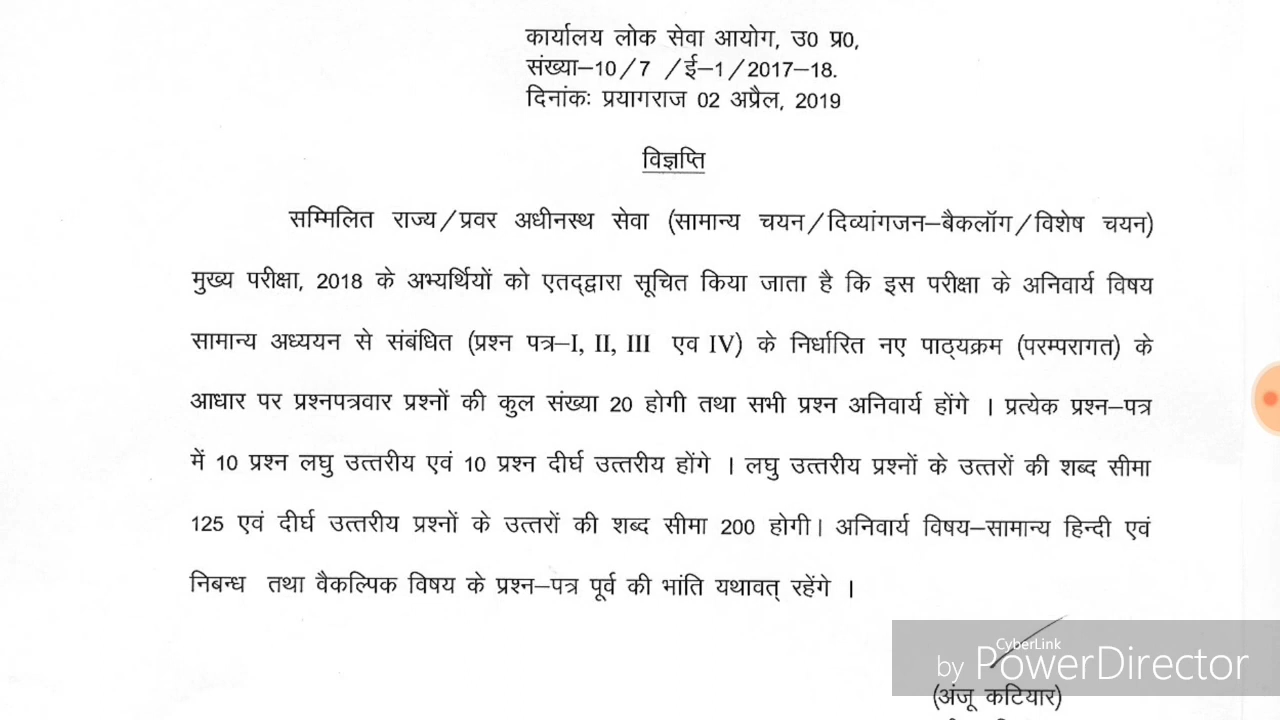 कार्यालय लोक सेवा आयोग, उ0 प्र0,
संख्या–10/7 /ई–1/2017–18.
दिनांकः प्रयागराज 02 अप्रैल, 2019
विज्ञप्ति
सम्मिलित राज्य/प्रवर अधीनस्थ सेवा (सामान्य चयन/दिव्यांगजन–बैकलॉग/विशेष चयन)
मुख्य परीक्षा, 2018 के अभ्यर्थियों को एतद्द्वारा सूचित किया जाता है कि इस परीक्षा के अनिवार्य विषय
सामान्य अध्ययन से संबंधित (प्रश्न पत्र–I, II, III एव IV) के निर्धारित नए पाठ्यक्रम (परम्परागत) के
आधार पर प्रश्नपत्रवार प्रश्नों की कुल संख्या 20 होगी तथा सभी प्रश्न अनिवार्य होंगे । प्रत्येक प्रश्न–पत्र
में 10 प्रश्न लघु उत्तरीय एवं 10 प्रश्न दीर्घ उत्तरीय होंगे । लघु उत्तरीय प्रश्नों के उत्तरों की शब्द सीमा
125 एवं दीर्घ उत्तरीय प्रश्नों के उत्तरों की शब्द सीमा 200 होगी। अनिवार्य विषय–सामान्य हिन्दी एवं
निबन्ध तथा वैकल्पिक विषय के प्रश्न–पत्र पूर्व की भांति यथावत् रहेंगे ।
CyberLink
by PowerDirector
(अंजू कटियार)